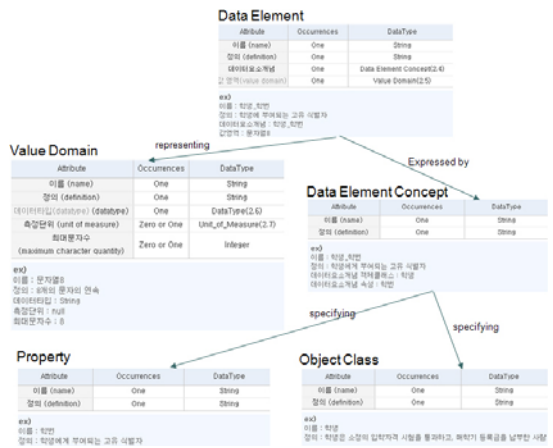 Data Element
Attribute Occurrences DataType
이름 (name) One String
정의 (definition) One String
데이터요소개념 One Data Element Concept(2.4)
값 영역(value domain) One Value Domain(2.5)
ex)
이름 : 학생_학번
정의 : 학생에 부여되는 고유 식별자
데이터요소개념 : 학생_학번
값영역 : 문자열8
representing
Expressed by
Value Domain
Attribute Occurrences DataType
이름 (name) One String
정의 (definition) One String
데이터타입(datatype) (datatype) One DataType(2.6)
측정단위 (unit of measure) Zero or One Unit_of_Measure(2.7)
최대문자수
(maximum character quantity) Zero or One Integer
ex)
이름 : 문자열8
정의 : 8개의 문자의 연속
데이터타입 : String
측정단위 : null
최대문자수 : 8
Data Element Concept
Attribute Occurrences DataType
이름 (name) One String
정의 (definition) One String
ex)
이름 : 학생_학번
정의 : 학생에게 부여되는 고유 식별자
데이터요소개념 객체클래스 : 학생
데이터요소개념 속성 : 학번
specifying
specifying
Property
Attribute Occurrences DataType
이름 (name) One String
정의 (definition) One String
ex)
이름 : 학번
정의 : 학생에게 부여되는 고유 식별자
Object Class
Attribute Occurrences DataType
이름 (name) One String
정의 (definition) One String
ex)
이름 : 학생
정의 : 학생은 소정의 입학자격 시험을 통과하고, 매학기 등록금을 납부한 사람